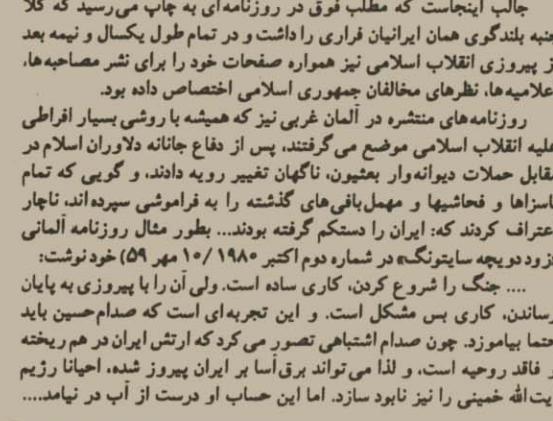 جالب اینجاست که مطلب فوق در روزنامه‌ای به چاپ می‌رسید که کلا
جنبه بلندگوی همان ایرانیان فراری را داشت و در تمام طول یکسال و نیمه بعد
از پیروزی انقلاب اسلامی نیز همواره صفحات خود را برای نشر مصاحبه‌ها،
اعلامیه‌ها، نظرهای مخالفان جمهوری اسلامی اختصاص داده بود.
روزنامه‌های منتشره در آلمان غربی نیز که همیشه با روشی بسیار افراطی
علیه انقلاب اسلامی موضع می‌گرفتند، پس از دفاع جانانه دلاوران اسلام در
مقابل حملات دیوانه‌وار بعثیون، ناگهان تغییر رویه دادند، و گویی که تمام
ناسزاها و فحاشیها و مهمل‌بافی‌های گذشته را به فراموشی سپرده‌اند، ناچار
اعتراف کردند که: ایران را دستکم گرفته بودند... بطور مثال روزنامه آلمانی
«زود دویچه سایتونگ» در شماره دوم اکتبر ۱۹۸۰ /۱۰ مهر ۵۹) خود نوشت:
.... جنگ را شروع کردن، کاری ساده است. ولی آن را با پیروزی به پایان
رساندن، کاری بس مشکل است. و این تجربه‌ای است که صدام حسین باید
حتما بیاموزد. چون صدام اشتباهی تصور می‌کرد که ارتش ایران در هم ریخته
و فاقد روحیه است، و لذا می‌تواند برق‌آسا بر ایران پیروز شده، احیانا رژیم
آیت‌الله خمینی را نیز نابود سازد. اما این حساب او درست از آب در نیامد....